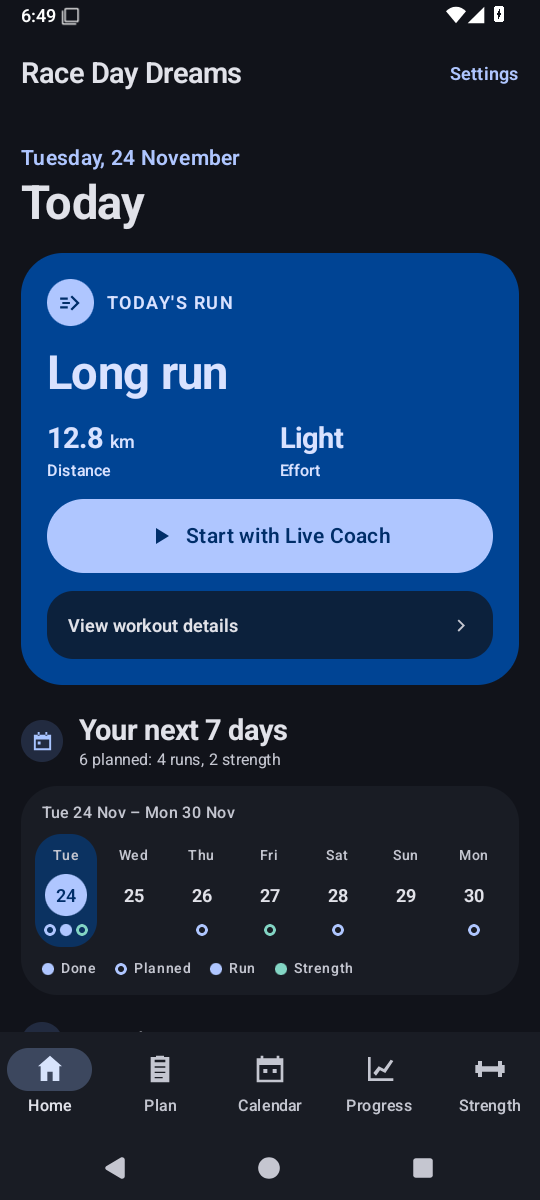 6:49
Race Day Dreams
Settings
Tuesday, 24 November
Today
TODAY'S RUN
Long run
12.8 km
Light
Distance
Effort
Start with Live Coach
View workout details
Your next 7 days
6 planned: 4 runs, 2 strength
Tue 24 Nov – Mon 30 Nov
Tue Wed Thu Fri Sat Sun Mon
24 25 26 27 28 29 30
Done Planned Run Strength
Home Plan Calendar Progress Strength